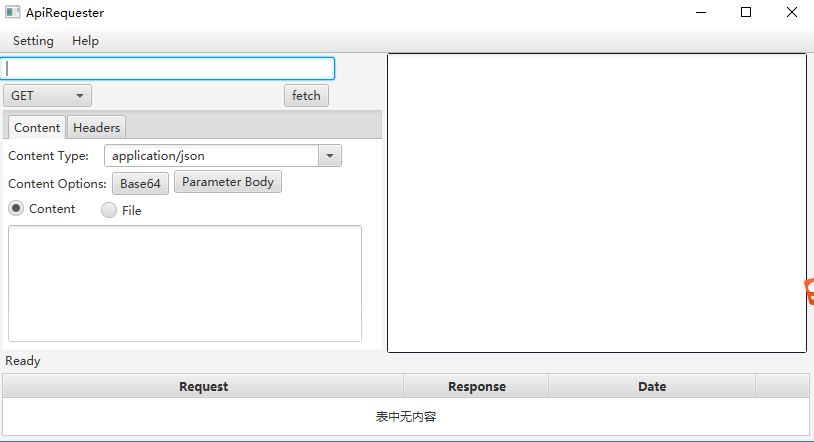 ApiRequester
Setting Help
GET fetch
Content Headers
Content Type: application/json
Content Options: Base64 Parameter Body
Content File
Ready
Request Response Date
表中无内容